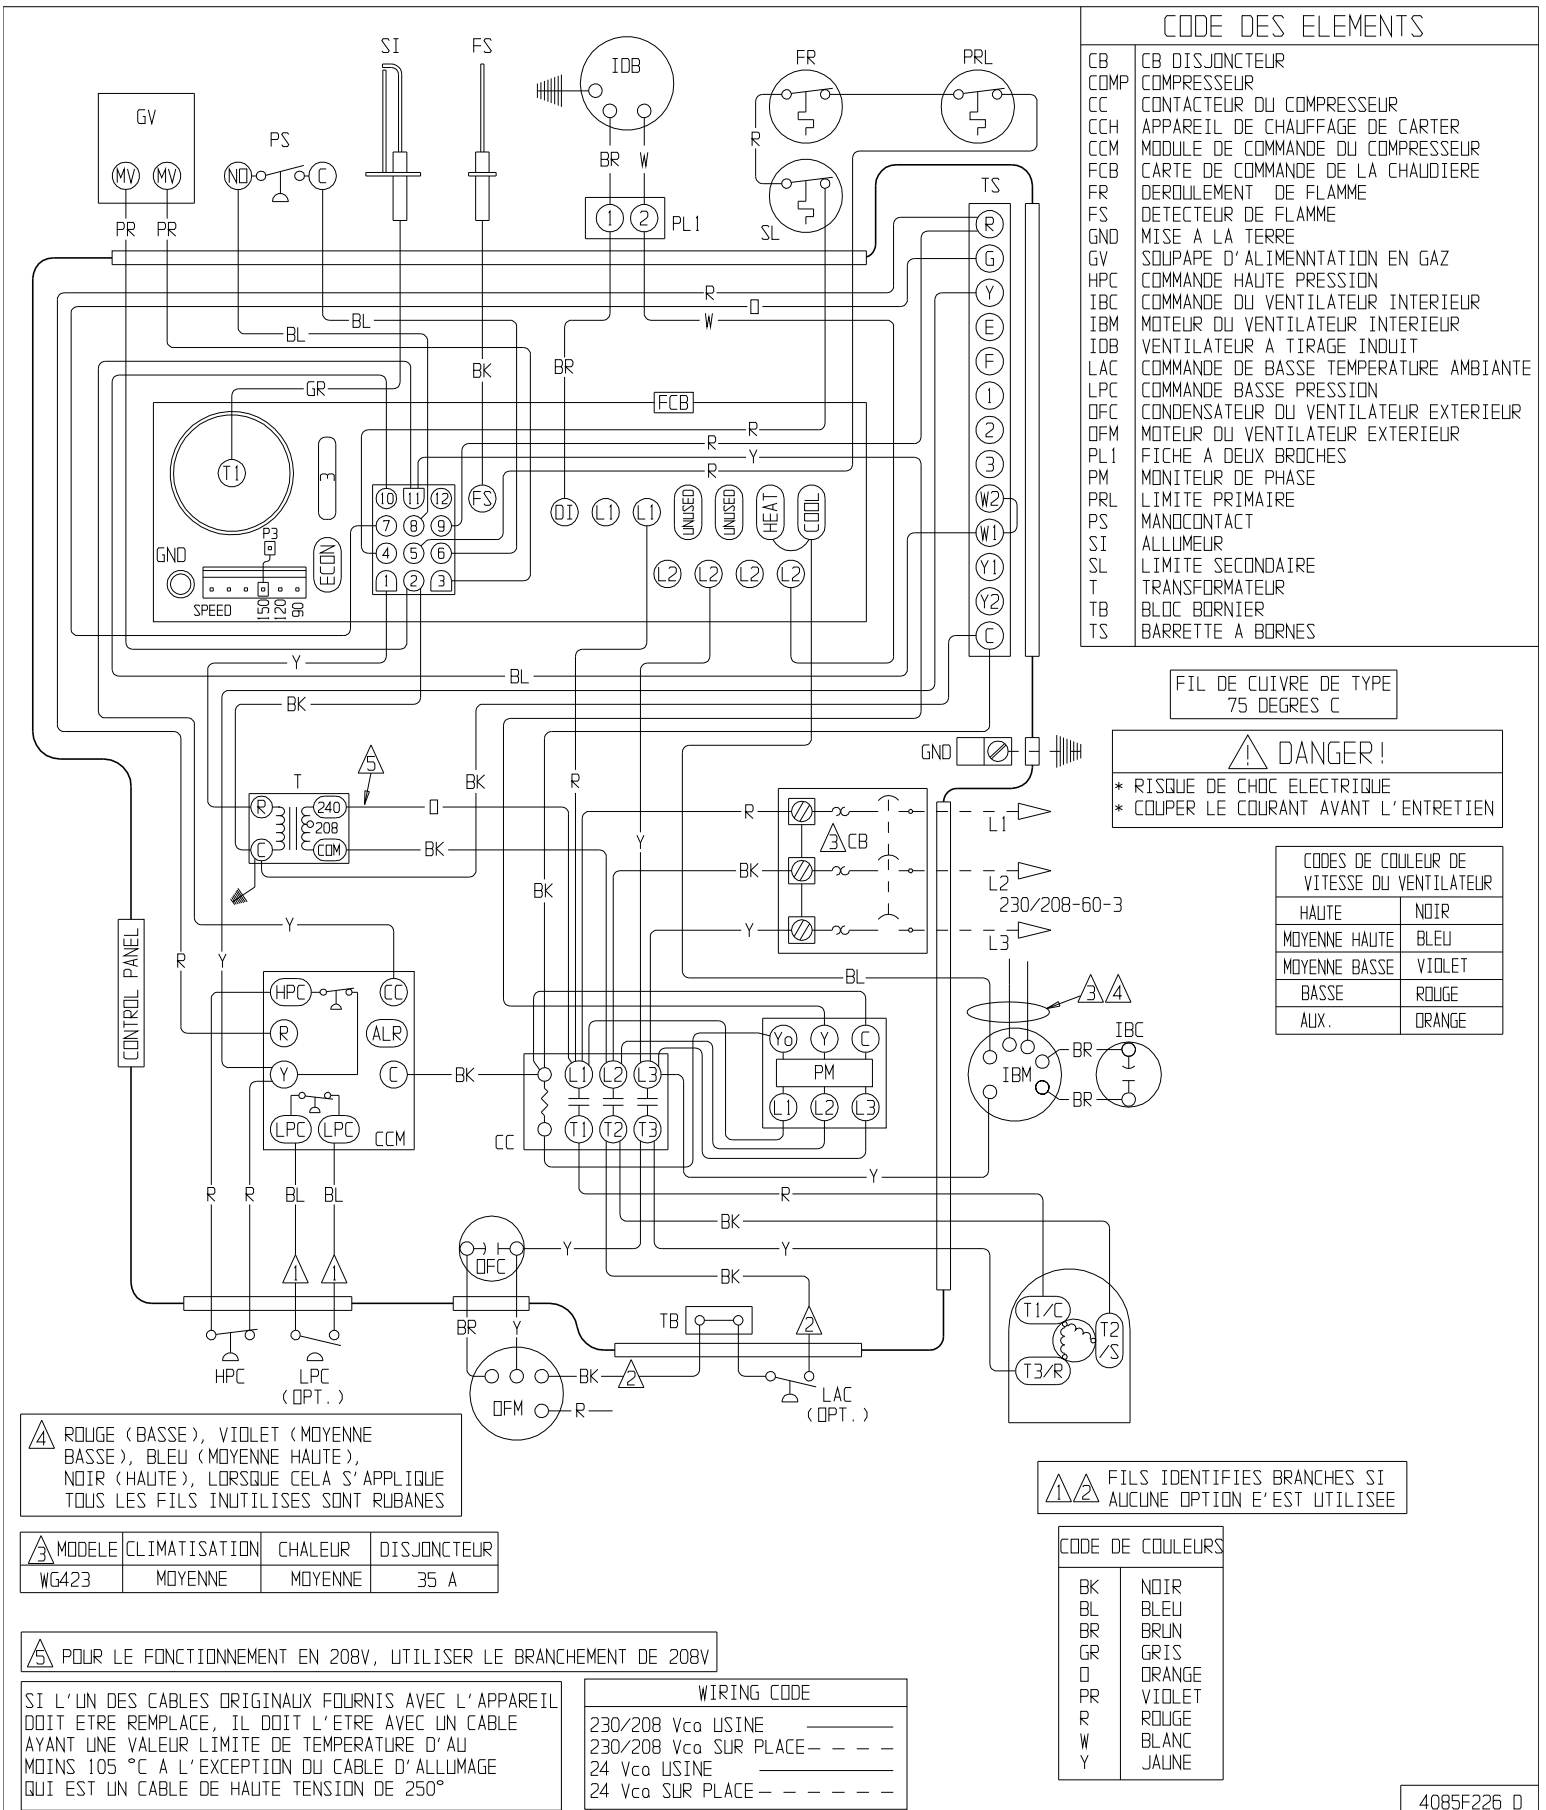 CODE DES ELEMENTS
CB CB DISJONCTEUR
COMP COMPRESSEUR
CC CONTACTEUR DU COMPRESSEUR
CCH APPAREIL DE CHAUFFAGE DE CARTER
CCM MODULE DE COMMANDE DU COMPRESSEUR
FCB CARTE DE COMMANDE DE LA CHAUDIERE
FR DEROULEMENT DE FLAMME
FS DETECTEUR DE FLAMME
GND MISE A LA TERRE
GV SOUPAPE D'ALIMENNTATION EN GAZ
HPC COMMANDE HAUTE PRESSION
IBC COMMANDE DU VENTILATEUR INTERIEUR
IBM MOTEUR DU VENTILATEUR INTERIEUR
IDB VENTILATEUR A TIRAGE INDUIT
LAC COMMANDE DE BASSE TEMPERATURE AMBIANTE
LPC COMMANDE BASSE PRESSION
OFC CONDENSATEUR DU VENTILATEUR EXTERIEUR
OFM MOTEUR DU VENTILATEUR EXTERIEUR
PL1 FICHE A DEUX BROCHES
PM MONITEUR DE PHASE
PRL LIMITE PRIMAIRE
PS MANOCONTACT
SI ALLUMEUR
SL LIMITE SECONDAIRE
T TRANSFORMATEUR
TB BLOC BORNIER
TS BARRETTE A BORNES
SI FS IDB FR PRL
GV PS
MV MV NO C
BR W R
PR PR
1 2 PL1 SL TS
R
G
Y
E
F
1
2
3
W2
W1
Y1
Y2
C
R
O
W
BL
BL
BK BR
GR
FCB
R
R
Y
R
T1
3
10 11 12
7 8 9
4 5 6
1 2 3
FS
OI L1 L1 UNUSED UNUSED HEAT COOL
L2 L2 L2 L2
P3
GND
ECON
SPEED 150 120 90
Y
BL
BK
FIL DE CUIVRE DE TYPE
75 DEGRES C
GND
! DANGER!
* RISQUE DE CHOC ELECTRIQUE
* COUPER LE COURANT AVANT L'ENTRETIEN
5
T BK R
R 240
208
C COM
O
BK
Y
BK
R
BK
Y
3 CB
L1
L2
230/208-60-3
L3
CODES DE COULEUR DE
VITESSE DU VENTILATEUR
HAUTE NOIR
MOYENNE HAUTE BLEU
MOYENNE BASSE VIOLET
BASSE ROUGE
AUX. ORANGE
CONTROL PANEL
Y
R Y
BL
HPC CC
R ALR
Y C
LPC LPC
CCM
BK
L1 L2 L3
T1 T2 T3
CC
Yo Y C
PM
L1 L2 L3
3 4
IBM
BR
BR
IBC
Y
R R BL BL
R
BK
Y
Y
BK
1 1
OFC
T1/C
T2
/S
T3/R
TB
2
BR Y
HPC
LPC
(OPT.)
BK 2
OFM R
LAC
(OPT.)
4 ROUGE (BASSE), VIOLET (MOYENNE
BASSE), BLEU (MOYENNE HAUTE),
NOIR (HAUTE), LORSQUE CELA S'APPLIQUE
TOUS LES FILS INUTILISES SONT RUBANES
1 2 FILS IDENTIFIES BRANCHES SI
AUCUNE OPTION E'EST UTILISEE
3 MODELE CLIMATISATION CHALEUR DISJONCTEUR
WG423 MOYENNE MOYENNE 35 A
CODE DE COULEURS
BK NOIR
BL BLEU
BR BRUN
GR GRIS
O ORANGE
PR VIOLET
R ROUGE
W BLANC
Y JAUNE
5 POUR LE FONCTIONNEMENT EN 208V, UTILISER LE BRANCHEMENT DE 208V
SI L'UN DES CABLES ORIGINAUX FOURNIS AVEC L'APPAREIL
DOIT ETRE REMPLACE, IL DOIT L'ETRE AVEC UN CABLE
AYANT UNE VALEUR LIMITE DE TEMPERATURE D'AU
MOINS 105 °C A L'EXCEPTION DU CABLE D'ALLUMAGE
QUI EST UN CABLE DE HAUTE TENSION DE 250°
WIRING CODE
230/208 Vca USINE
230/208 Vca SUR PLACE
24 Vca USINE
24 Vca SUR PLACE
4085F226 D